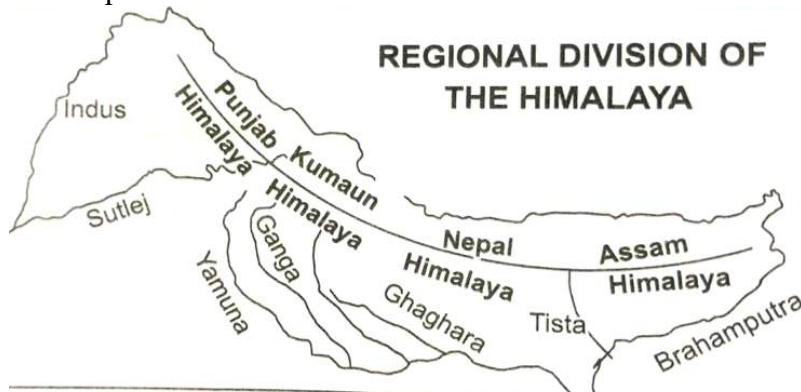 REGIONAL DIVISION OF
THE HIMALAYA
Indus
Punjab
Himalaya
Kumaun
Himalaya
Sutlej
Ganga
Yamuna
Nepal
Himalaya
Ghaghara
Assam
Himalaya
Tista
Brahamputra